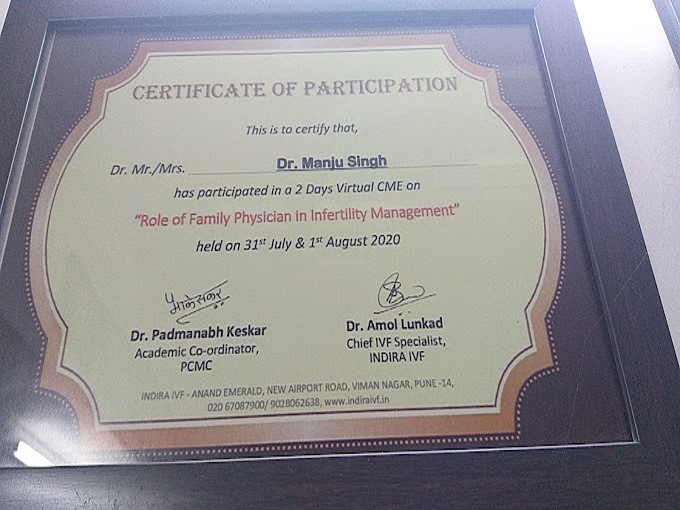 CERTIFICATE OF PARTICIPATION
This is to certify that,
Dr. Mr./Mrs. Dr. Manju Singh
has participated in a 2 Days Virtual CME on
"Role of Family Physician in Infertility Management"
held on 31st July & 1st August 2020
Dr. Padmanabh Keskar
Academic Co-ordinator,
PCMC
Dr. Amol Lunkad
Chief IVF Specialist,
INDIRA IVF
INDIRA IVF - ANAND EMERALD, NEW AIRPORT ROAD, VIMAN NAGAR, PUNE -14,
020 67087900/ 9028062638, www.indiraivf.in